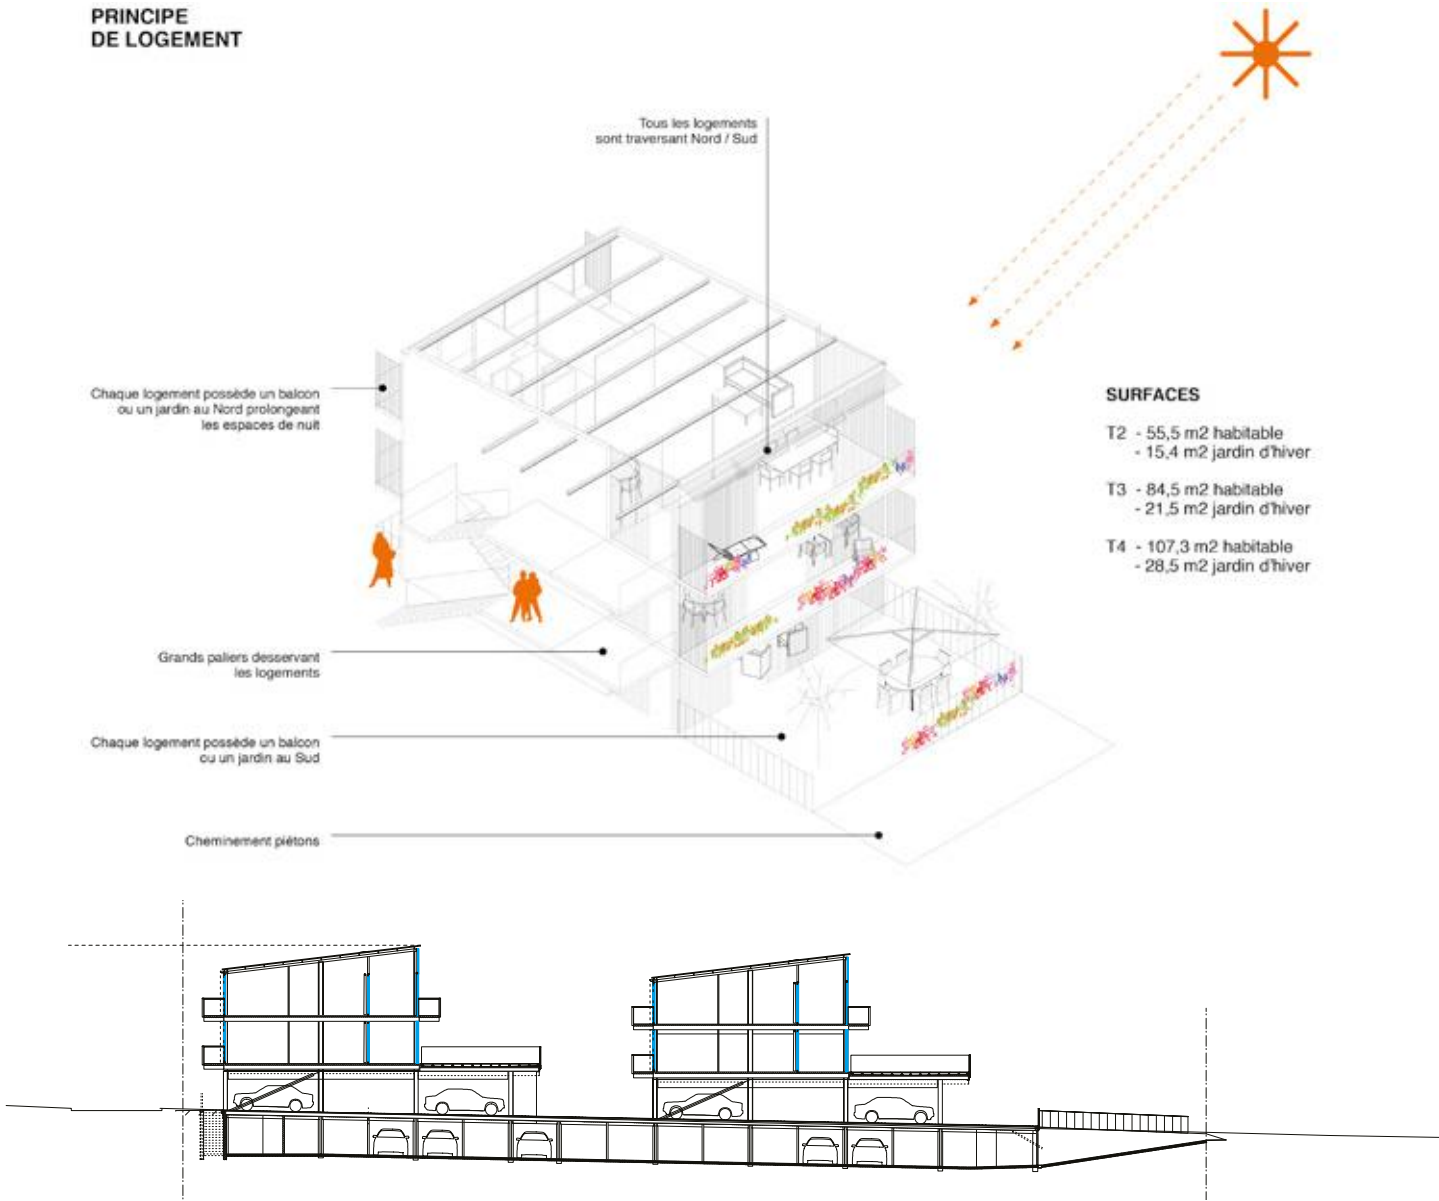 PRINCIPE
DE LOGEMENT
Tous les logements
sont traversant Nord / Sud
Chaque logement possède un balcon
ou un jardin au Nord prolongeant
les espaces de nuit
SURFACES
T2 - 55,5 m2 habitable
- 15,4 m2 jardin d'hiver
T3 - 84,5 m2 habitable
- 21,5 m2 jardin d'hiver
T4 - 107,3 m2 habitable
- 28,5 m2 jardin d'hiver
Grands paliers desservant
les logements
Chaque logement possède un balcon
ou un jardin au Sud
Cheminement piétons